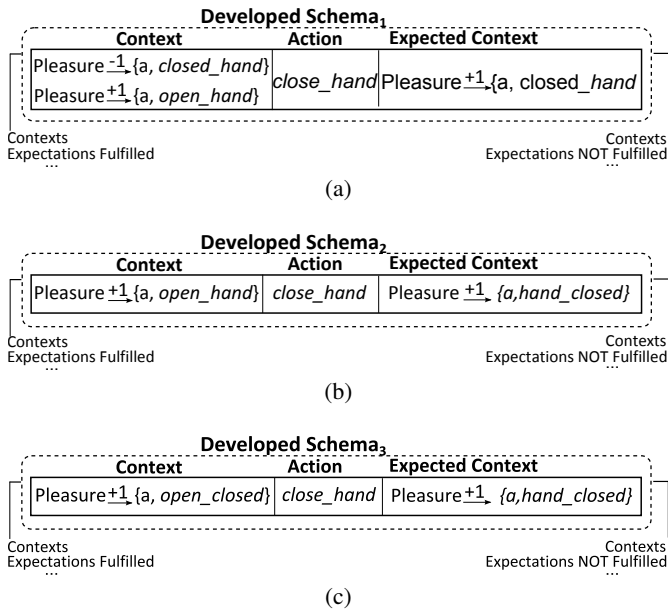 Developed Schema1
Context Action Expected Context
Pleasure -1 {a, closed_hand}
Pleasure +1 {a, open_hand}
close_hand
Pleasure +1 {a, closed_hand
Contexts
Expectations Fulfilled
...
Contexts
Expectations NOT Fulfilled
...
(a)
Developed Schema2
Context Action Expected Context
Pleasure +1 {a, open_hand} close_hand Pleasure +1 {a,hand_closed}
Contexts
Expectations Fulfilled
...
Contexts
Expectations NOT Fulfilled
...
(b)
Developed Schema3
Context Action Expected Context
Pleasure +1 {a, open_closed} close_hand Pleasure +1 {a,hand_closed}
Contexts
Expectations Fulfilled
...
Contexts
Expectations NOT Fulfilled
...
(c)